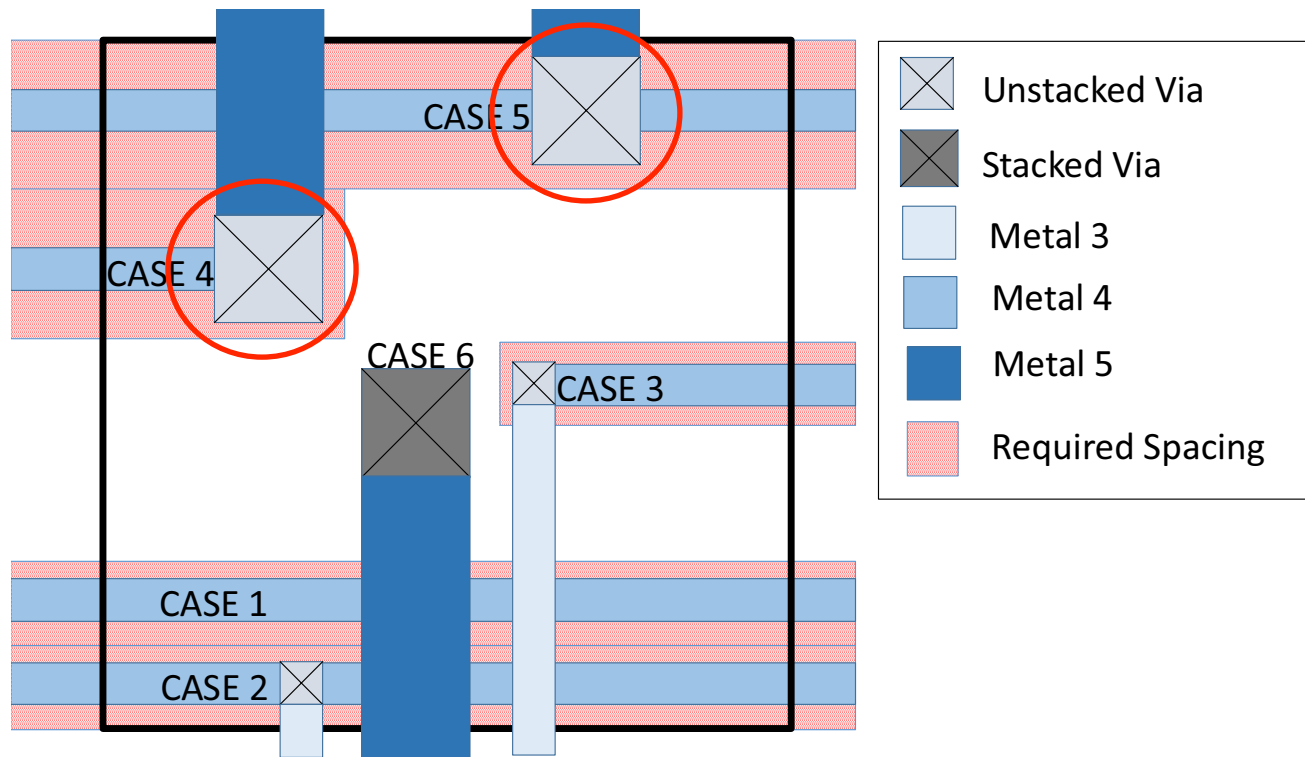 CASE 5
CASE 4
CASE 6
CASE 3
CASE 1
CASE 2
Unstacked Via
Stacked Via
Metal 3
Metal 4
Metal 5
Required Spacing